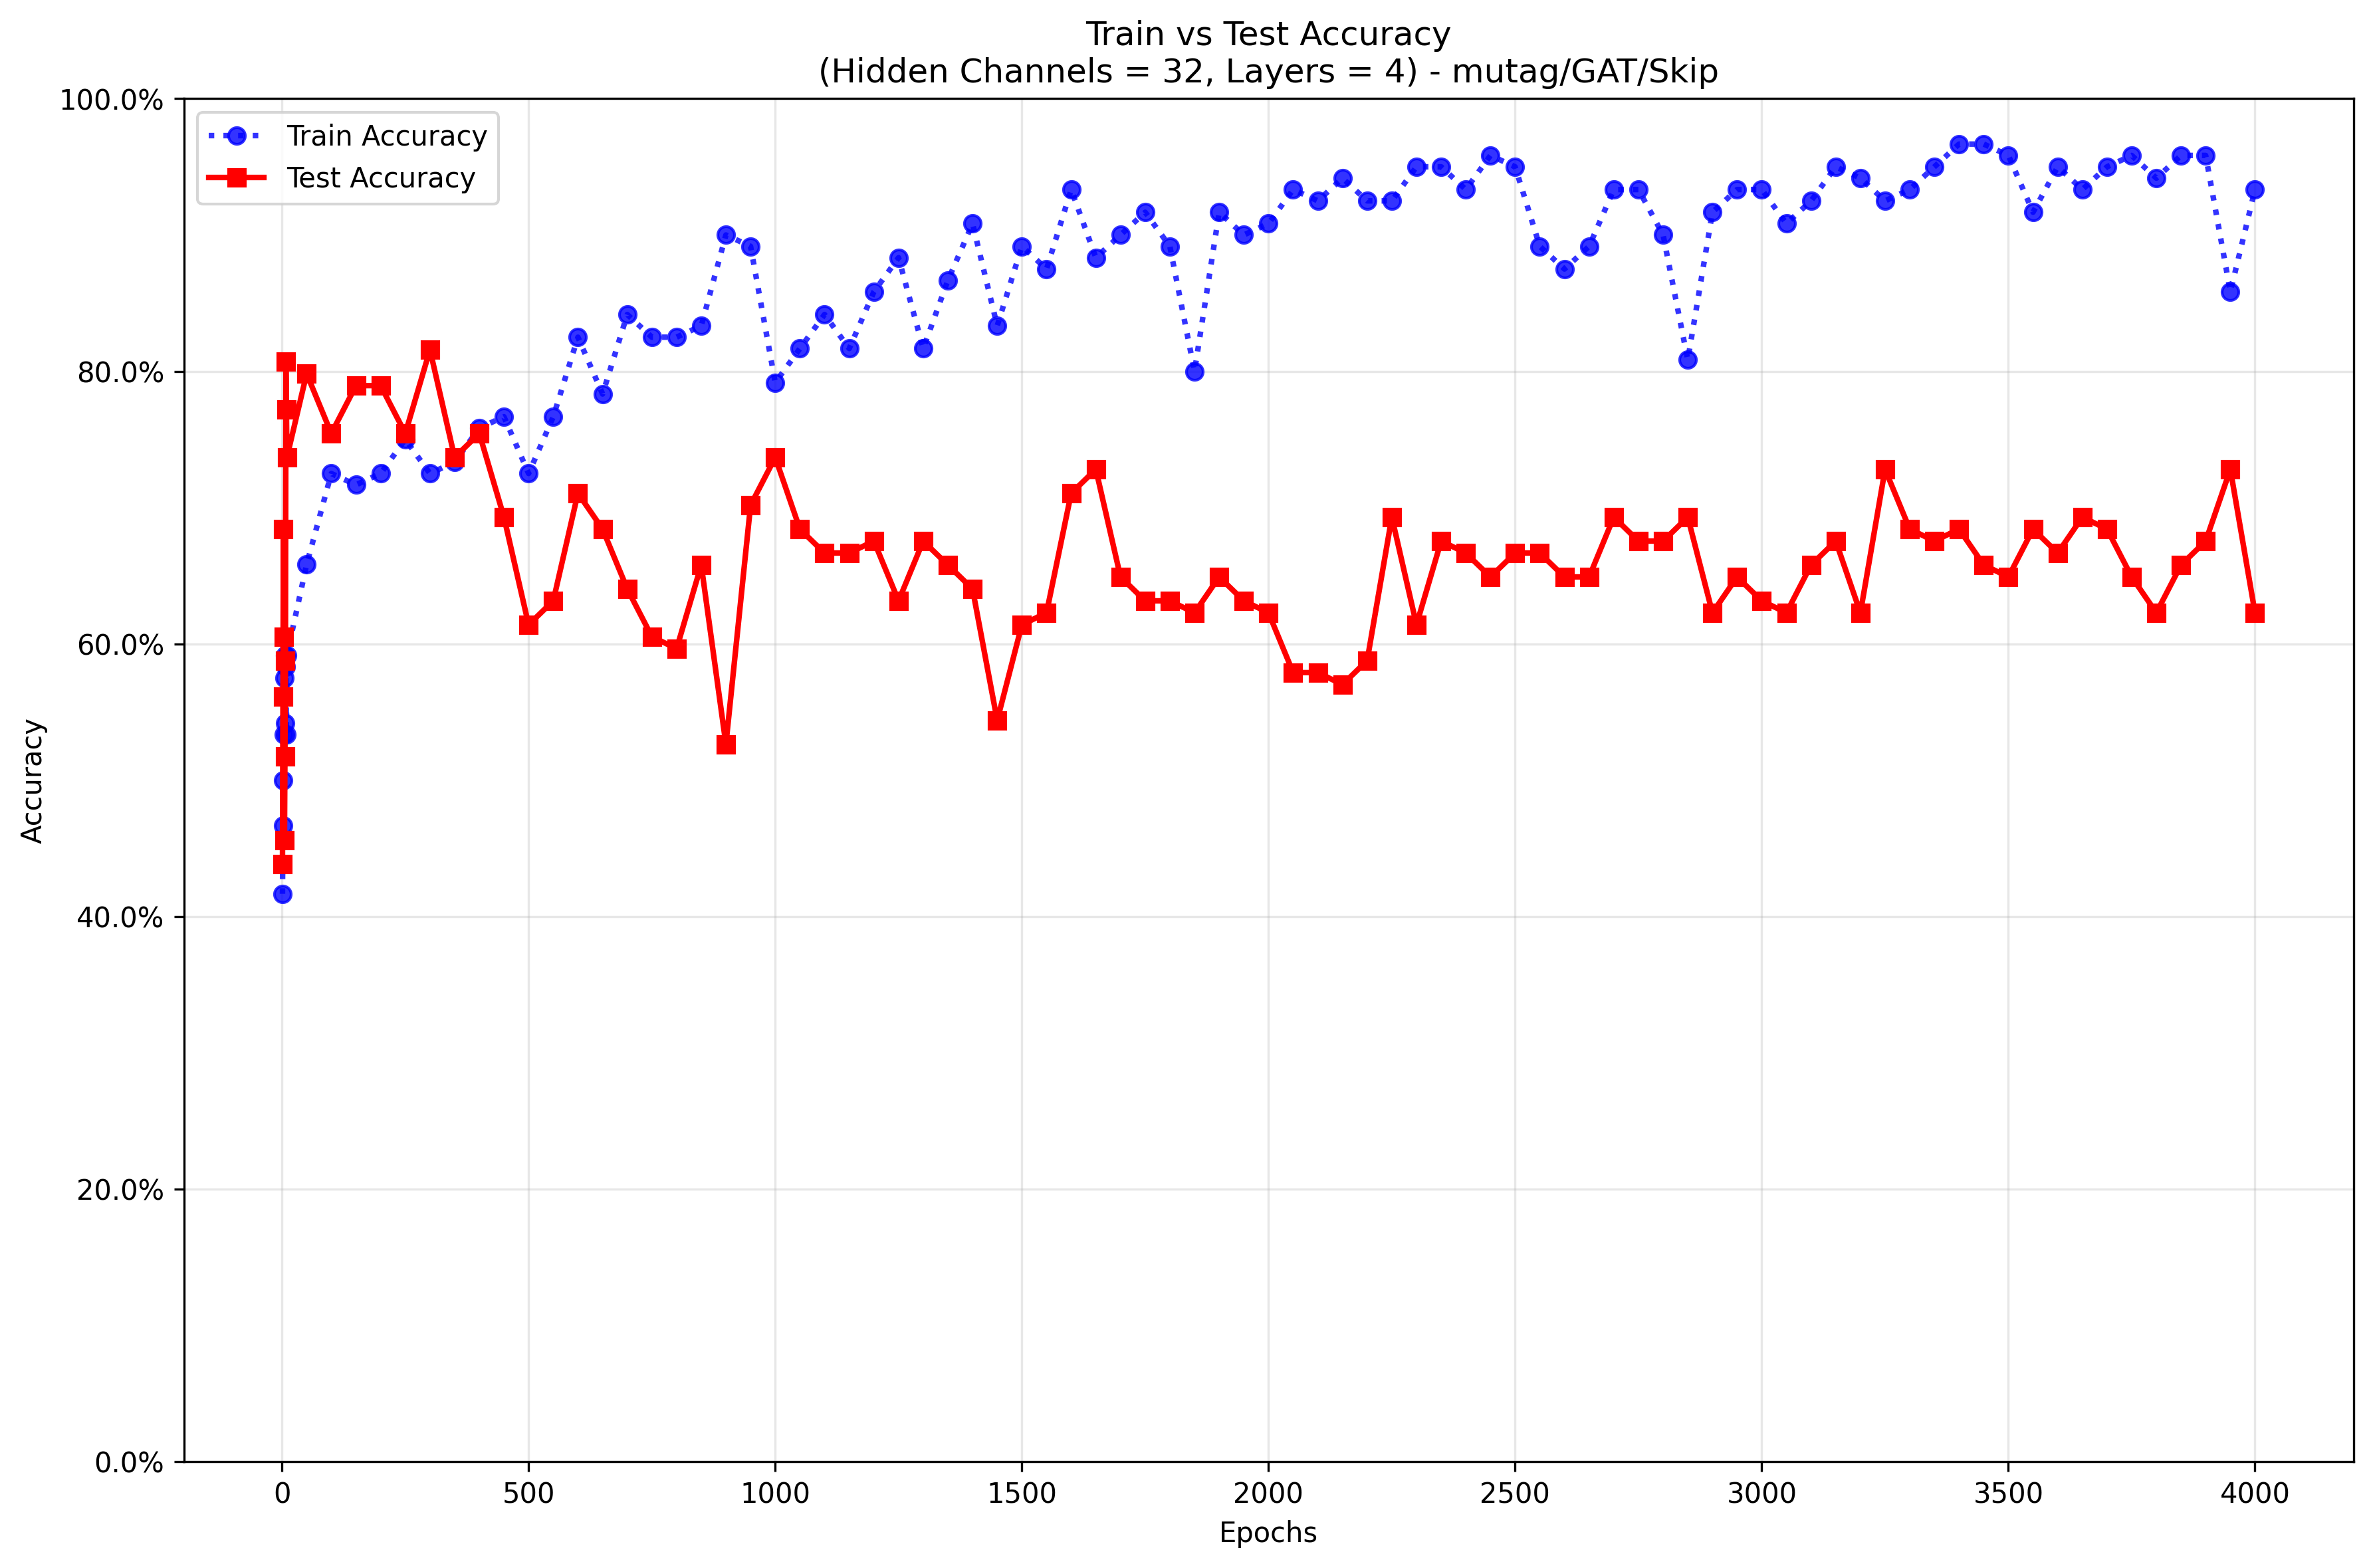 Train vs Test Accuracy
(Hidden Channels = 32, Layers = 4) - mutag/GAT/Skip
Train Accuracy
Test Accuracy
100.0%
80.0%
60.0%
40.0%
20.0%
0.0%
Accuracy
0 500 1000 1500 2000 2500 3000 3500 4000
Epochs